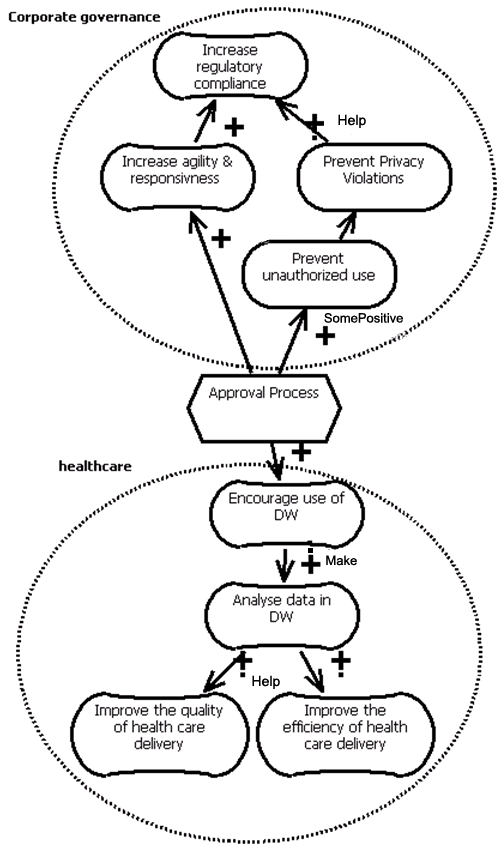 Corporate governance
Increase
regulatory
compliance
+
+
Help
Increase agility &
responsivness
Prevent Privacy
Violations
+
Prevent
unauthorized use
SomePositive
+
Approval Process
+
healthcare
Encourage use of
DW
+
Make
Analyse data in
DW
+
+
Help
Improve the quality
of health care
delivery
Improve the
efficiency of health
care delivery